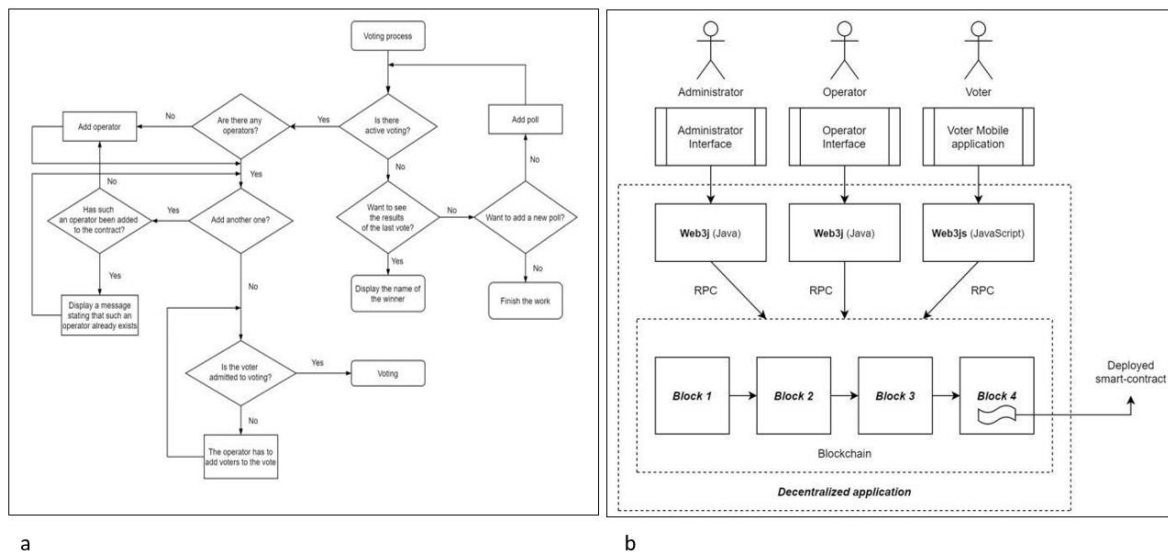 Voting process
Is there
active voting?
Yes
No
Are there any
operators?
No
Yes
Add operator
Add another one?
Yes
No
Has such
an operator been added
to the contract?
No
Yes
Display a message
stating that such an
operator already exists
Is the voter
admitted to voting?
Yes
Voting
No
The operator has to
add voters to the vote
Want to see
the results
of the last vote?
No
Yes
Display the name of
the winner
Want to add a new poll?
No
Add poll
No
Finish the work
a
Administrator
Operator
Voter
Administrator
Interface
Operator
Interface
Voter Mobile
application
Web3j (Java)
Web3j (Java)
Web3js (JavaScript)
RPC
RPC
RPC
Block 1
Block 2
Block 3
Block 4
Blockchain
Deployed
smart-contract
Decentralized application
b